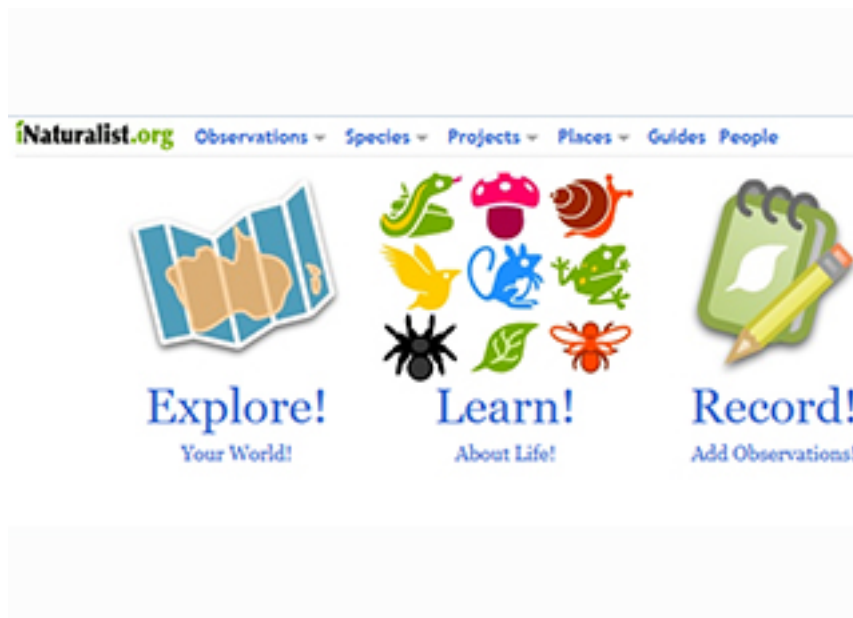 iNaturalist.org Observations Species Projects Places Guides People
Explore! Learn! Record!
Your World! About Life! Add Observations!